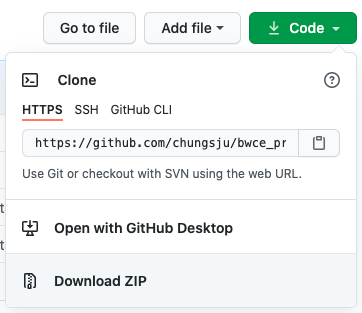 Go to file
Add file
Code
Clone
HTTPS SSH GitHub CLI
https://github.com/chungsju/bwce_pr
Use Git or checkout with SVN using the web URL.
Open with GitHub Desktop
Download ZIP